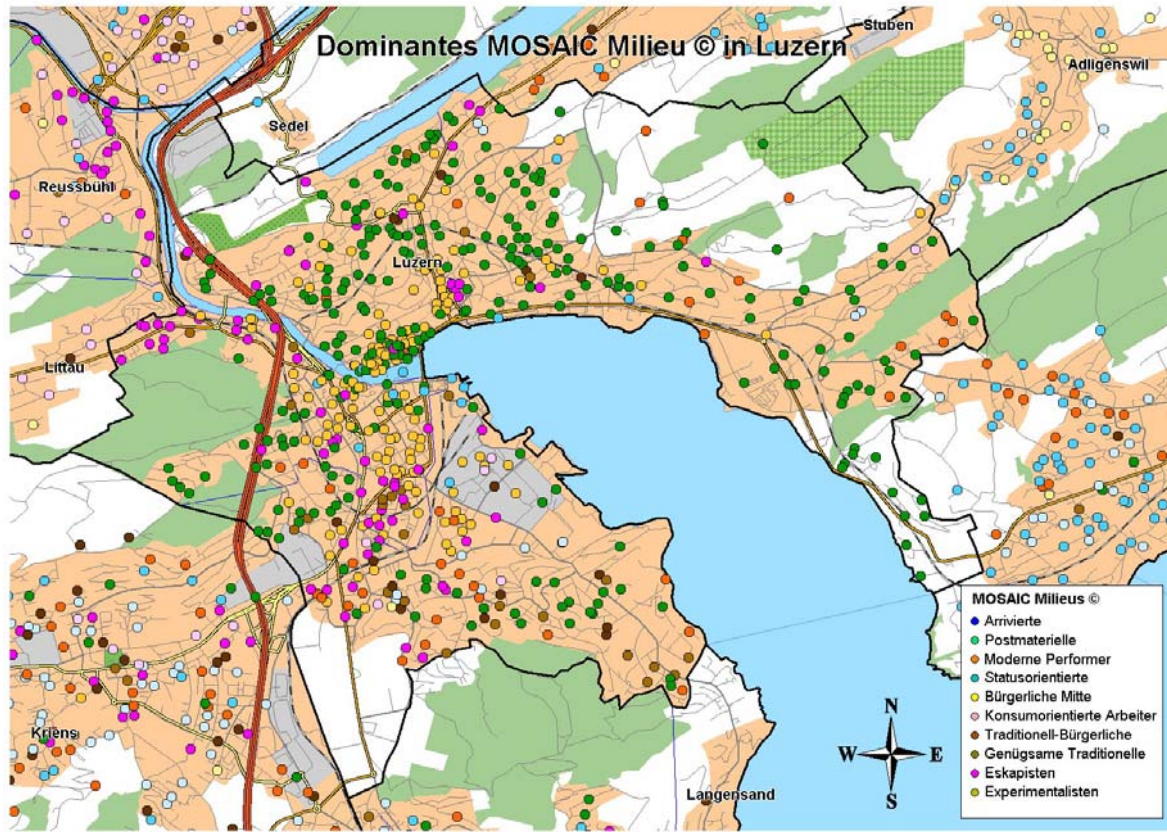 Dominantes MOSAIC Milieu © in Luzern
Stuben
Adligenswil
Sedel
Reussbühl
Luzern
Littau
Kriens
Langensand
N
W E
S
MOSAIC Milieus ©
Arrivierte
Postmaterielle
Moderne Performer
Statusorientierte
Bürgerliche Mitte
Konsumorientierte Arbeiter
Traditionell-Bürgerliche
Genügsame Traditionelle
Eskapisten
Experimentalisten